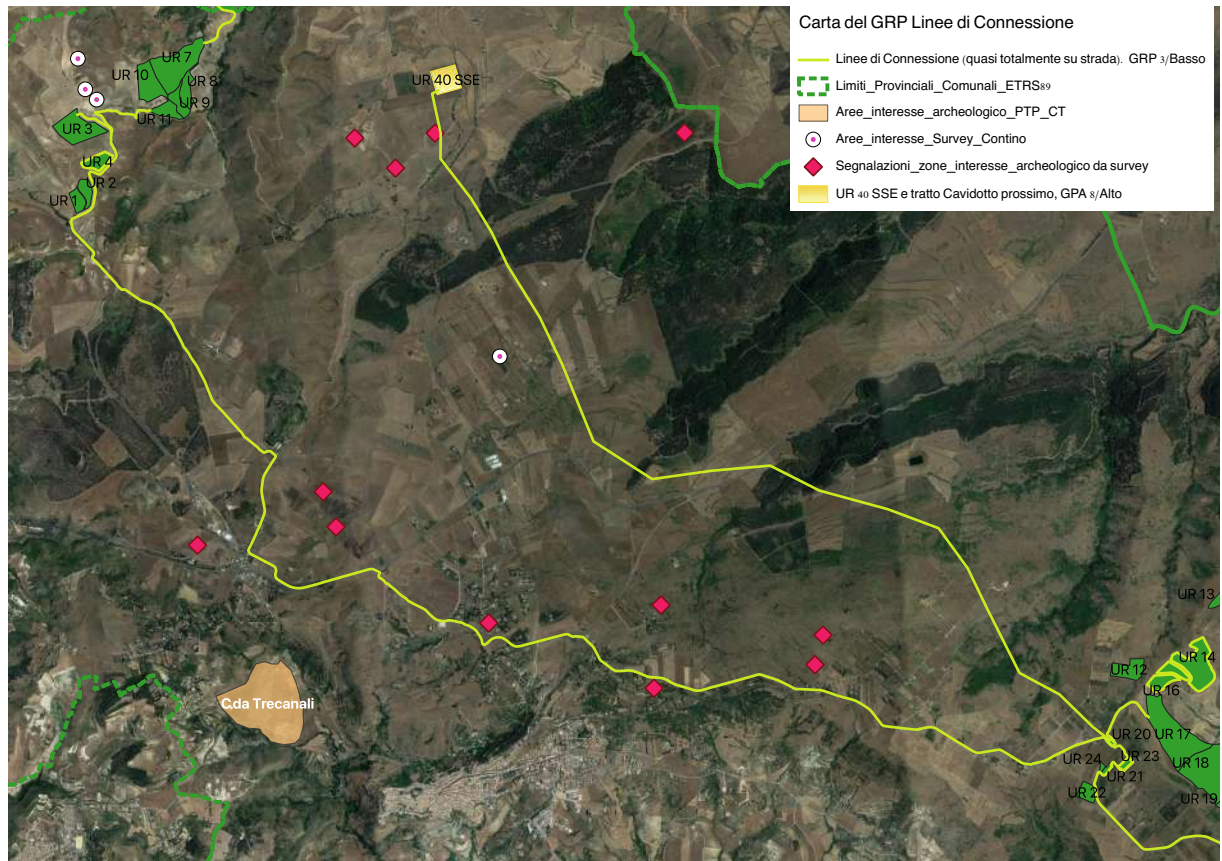 Carta del GRP Linee di Connessione
Linee di Connessione (quasi totalmente su strada). GRP 3/Basso
Limiti_Provinciali_Comunali_ETRS89
Aree_interesse_archeologico_PTP_CT
Aree_interesse_Survey_Contino
Segnalazioni_zone_interesse_archeologico da survey
UR 40 SSE e tratto Cavidotto prossimo, GPA 8/Alto
UR 7
UR 10
UR 8
UR 9
UR 11
UR 3
UR 4
UR 2
UR 1
UR 40 SSE
C.da Trecanali
UR 13
UR 14
UR 12
UR 16
UR 20
UR 17
UR 24
UR 23
UR 18
UR 21
UR 22
UR 19